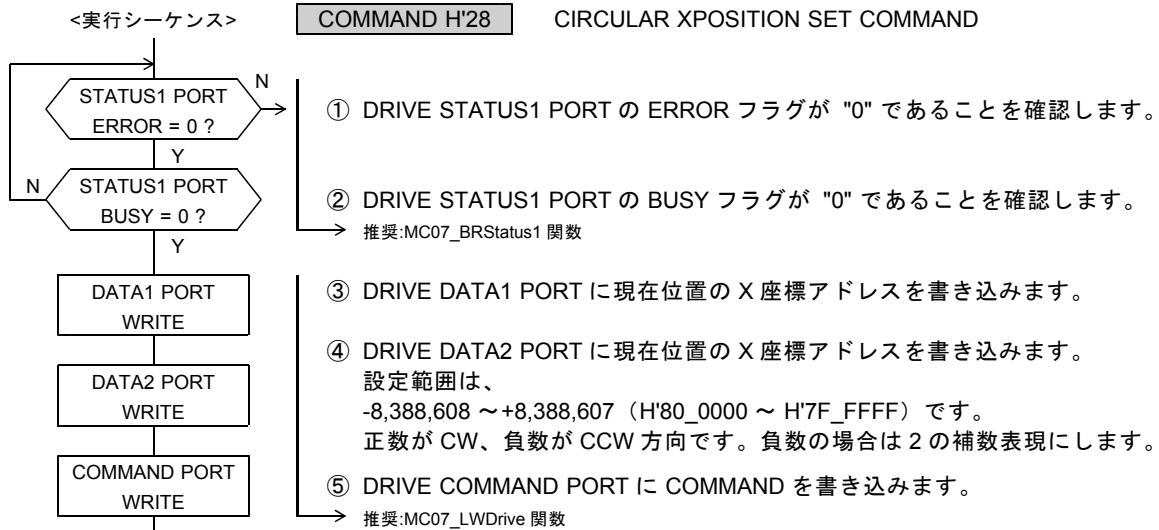 <実行シーケンス>
COMMAND H'28 CIRCULAR XPOSITION SET COMMAND
STATUS1 PORT
ERROR = 0 ?
N
Y
① DRIVE STATUS1 PORT の ERROR フラグが "0" であることを確認します。
STATUS1 PORT
BUSY = 0 ?
N
Y
② DRIVE STATUS1 PORT の BUSY フラグが "0" であることを確認します。
推奨:MC07_BRStatus1 関数
DATA1 PORT
WRITE
③ DRIVE DATA1 PORT に現在位置の X 座標アドレスを書き込みます。
DATA2 PORT
WRITE
④ DRIVE DATA2 PORT に現在位置の X 座標アドレスを書き込みます。
設定範囲は、
-8,388,608 ～+8,388,607（H'80_0000 ～ H'7F_FFFF）です。
正数が CW、負数が CCW 方向です。負数の場合は 2 の補数表現にします。
COMMAND PORT
WRITE
⑤ DRIVE COMMAND PORT に COMMAND を書き込みます。
推奨:MC07_LWDrive 関数